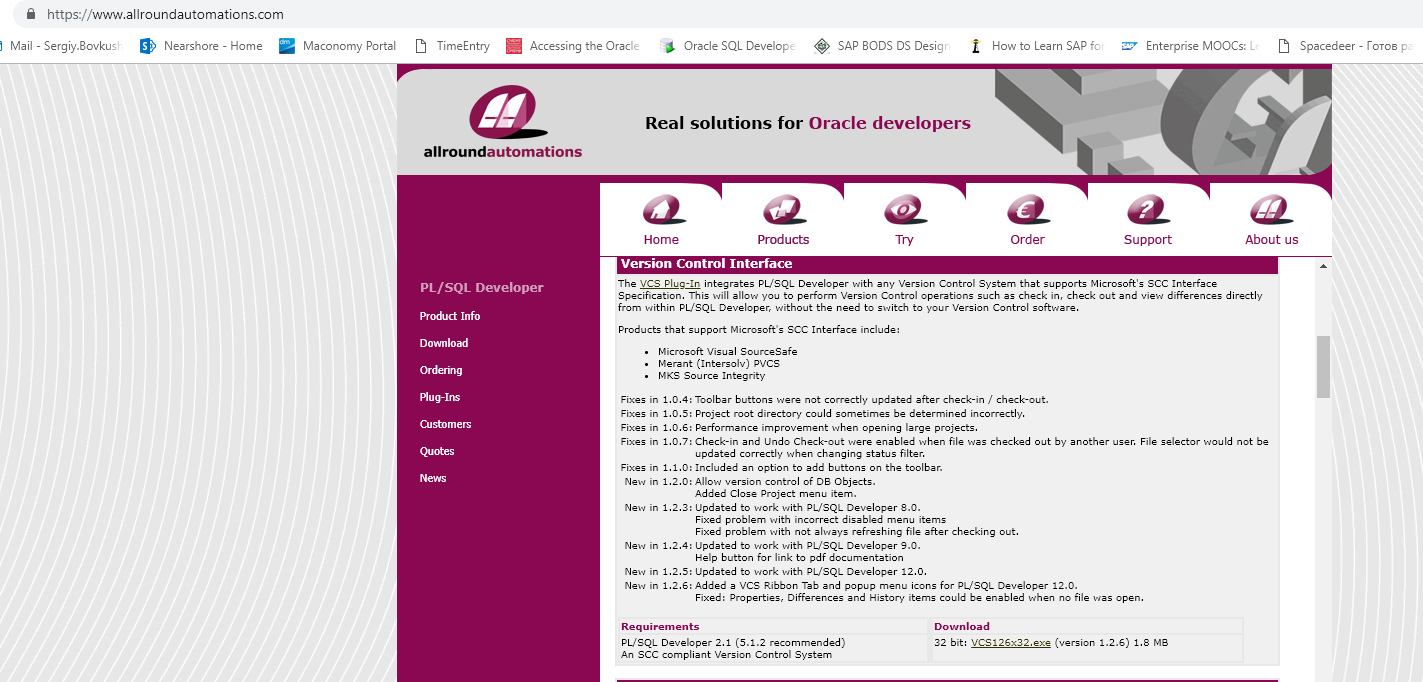 https://www.allroundautomations.com
Mail - Sergiy.Bovkush
Nearshore - Home
Maconomy Portal
TimeEntry
Accessing the Oracle
Oracle SQL Develope
SAP BODS DS Design
How to Learn SAP fo
Enterprise MOOCs:
Spacedeer - Готов
allroundautomations
Real solutions for Oracle developers
Home
Products
Try
Order
Support
About us
PL/SQL Developer
Product Info
Download
Ordering
Plug-Ins
Customers
Quotes
News
Version Control Interface
The VCS Plug-In integrates PL/SQL Developer with any Version Control System that supports Microsoft's SCC Interface
Specification. This will allow you to perform Version Control operations such as check in, check out and view differences directly
from within PL/SQL Developer, without the need to switch to your Version Control software.
Products that support Microsoft's SCC Interface include:
• Microsoft Visual SourceSafe
• Merant (Intersolv) PVCS
• MKS Source Integrity
Fixes in 1.0.4: Toolbar buttons were not correctly updated after check-in / check-out.
Fixes in 1.0.5: Project root directory could sometimes be determined incorrectly.
Fixes in 1.0.6: Performance improvement when opening large projects.
Fixes in 1.0.7: Check-in and Undo Check-out were enabled when file was checked out by another user. File selector would not be
updated correctly when changing status filter.
Fixes in 1.1.0: Included an option to add buttons on the toolbar.
New in 1.2.0: Allow version control of DB Objects.
Added Close Project menu item.
New in 1.2.3: Updated to work with PL/SQL Developer 8.0.
Fixed problem with incorrect disabled menu items
Fixed problem with not always refreshing file after checking out.
New in 1.2.4: Updated to work with PL/SQL Developer 9.0.
Help button for link to pdf documentation
New in 1.2.5: Updated to work with PL/SQL Developer 12.0.
New in 1.2.6: Added a VCS Ribbon Tab and popup menu icons for PL/SQL Developer 12.0.
Fixed: Properties, Differences and History items could be enabled when no file was open.
Requirements
PL/SQL Developer 2.1 (5.1.2 recommended)
An SCC compliant Version Control System
Download
32 bit: VCS126x32.exe (version 1.2.6) 1.8 MB